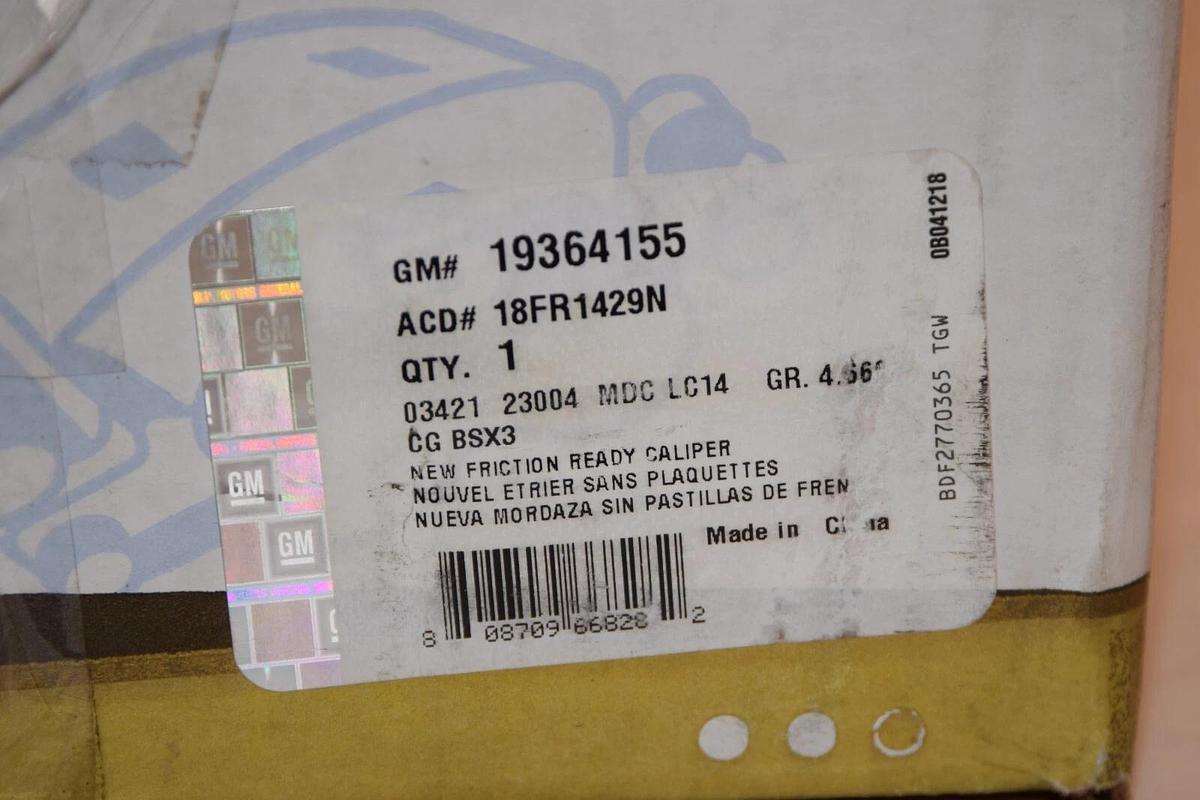 GM# 19364155
ACD# 18FR1429N
QTY. 1
03421 23004 MDC LC14 GR.
CG BSX3
NEW FRICTION READY CALIPER
NOUVEL ETRIER SANS PLAQUETTES
NUEVA MORDAZA SIN PASTILLAS DE FREN
Made in
8 08709 66828 2
0B041218
BDF2770365 TGW
GM
GM
GM
GM